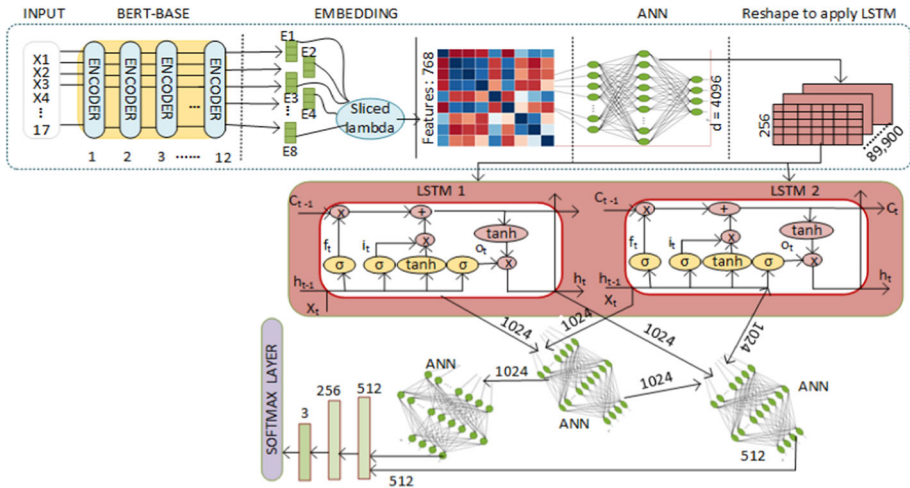 INPUT BERT-BASE EMBEDDING ANN Reshape to apply LSTM
X1
X2
X3
X4
17
ENCODER
ENCODER
ENCODER
...
ENCODER
1 2 3 ...... 12
E1
E2
E3
E4
E8
Sliced
lambda
Features: 768
d = 4096
256
89,900
LSTM 1
Ct-1
x + tanh
ft it x ot
σ σ tanh σ x
ht-1 ht
Xt
LSTM 2
Ct-1 Ct
x + tanh
ft it x ot
σ σ tanh σ x
ht-1 ht
Xt
1024 1024 1024 1024
ANN 1024 1024 ANN
ANN
SOFTMAX LAYER
3 256 512
512
512